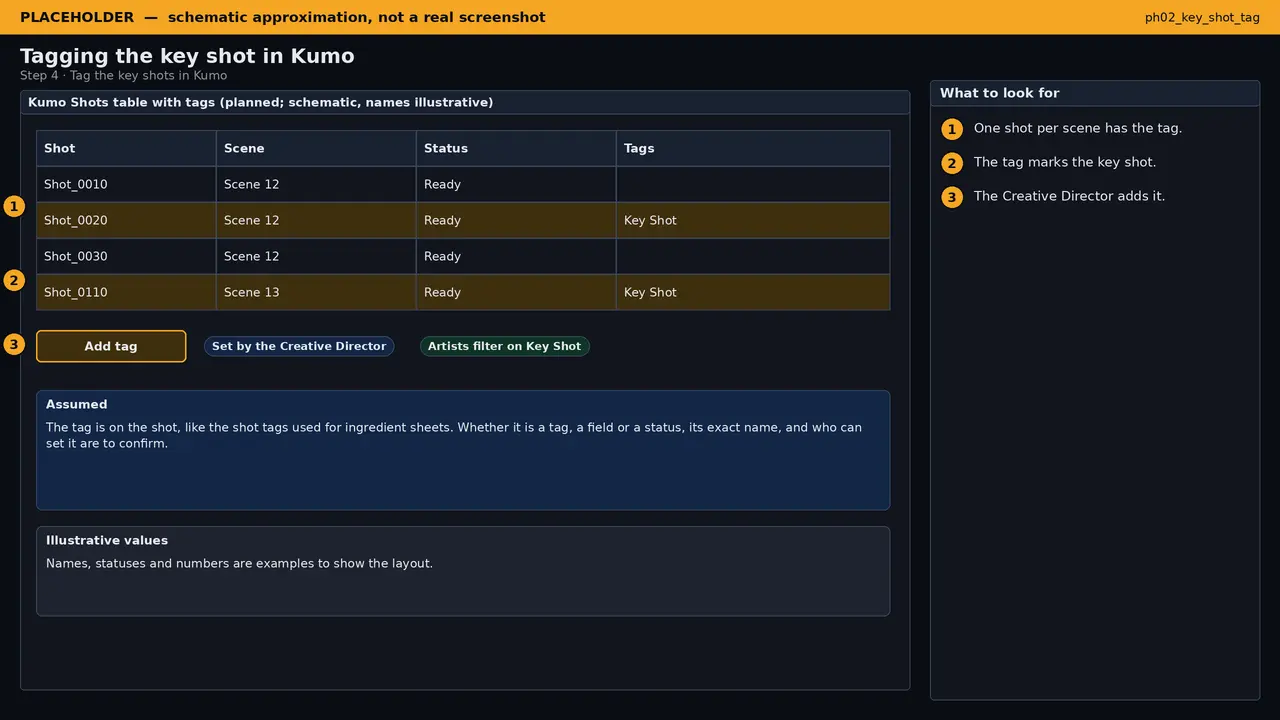 PLACEHOLDER — schematic approximation, not a real screenshot
ph02_key_shot_tag
Tagging the key shot in Kumo
Step 4 · Tag the key shots in Kumo
Kumo Shots table with tags (planned; schematic, names illustrative)
Shot Scene Status Tags
Shot_0010 Scene 12 Ready
1
Shot_0020 Scene 12 Ready Key Shot
Shot_0030 Scene 12 Ready
2
Shot_0110 Scene 13 Ready Key Shot
3
Add tag Set by the Creative Director Artists filter on Key Shot
Assumed
The tag is on the shot, like the shot tags used for ingredient sheets. Whether it is a tag, a field or a status, its exact name, and who can
set it are to confirm.
Illustrative values
Names, statuses and numbers are examples to show the layout.
What to look for
1 One shot per scene has the tag.
2 The tag marks the key shot.
3 The Creative Director adds it.